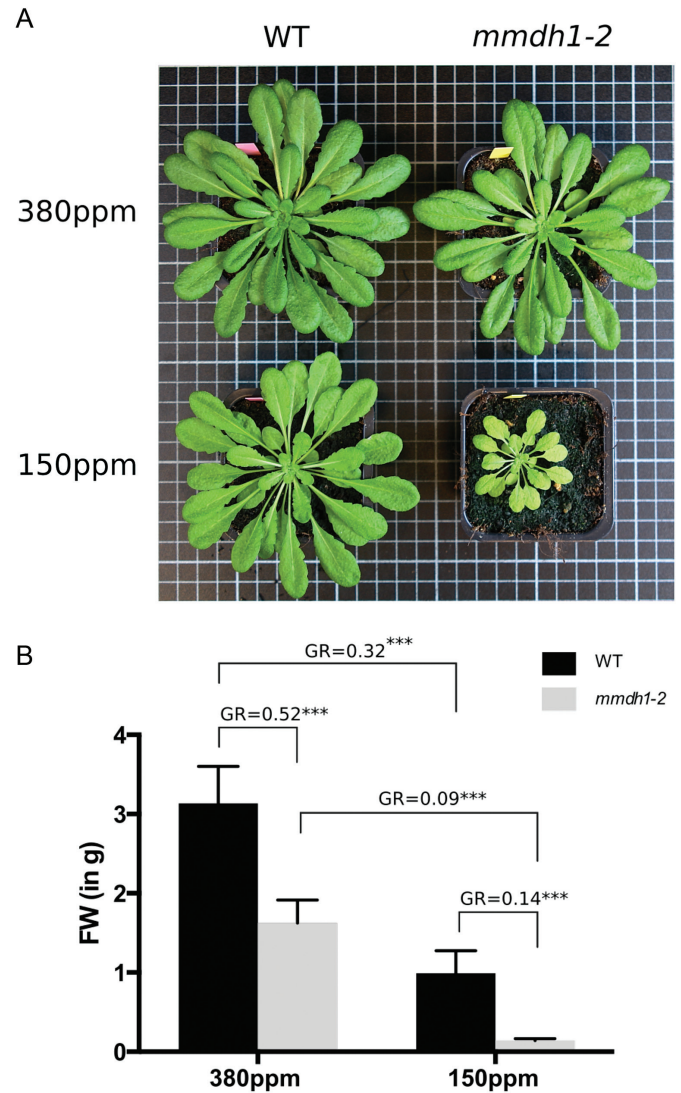 A
WT
mmdh1-2
380ppm
150ppm
B
GR=0.32***
WT
mmdh1-2
GR=0.52***
GR=0.09***
GR=0.14***
4
3
2
1
0
FW (in g)
380ppm
150ppm